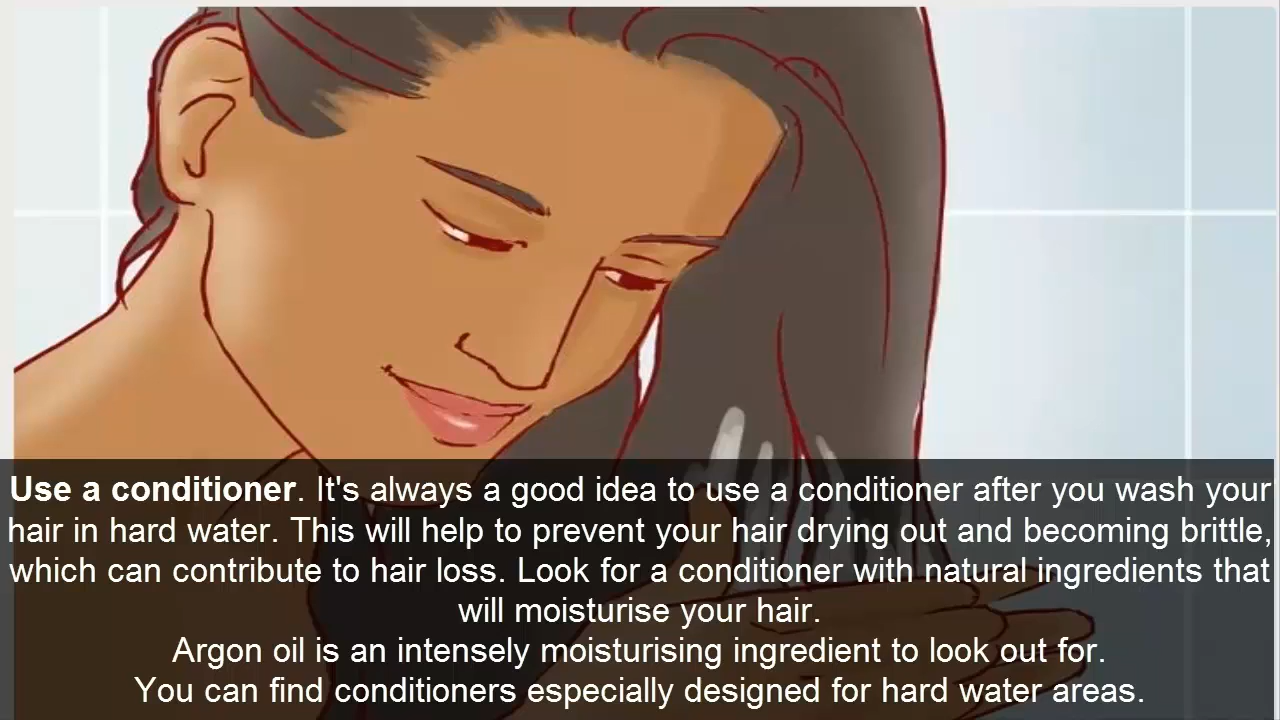 Use a conditioner. It's always a good idea to use a conditioner after you wash your
hair in hard water. This will help to prevent your hair drying out and becoming brittle,
which can contribute to hair loss. Look for a conditioner with natural ingredients that
will moisturise your hair.
Argon oil is an intensely moisturising ingredient to look out for.
You can find conditioners especially designed for hard water areas.